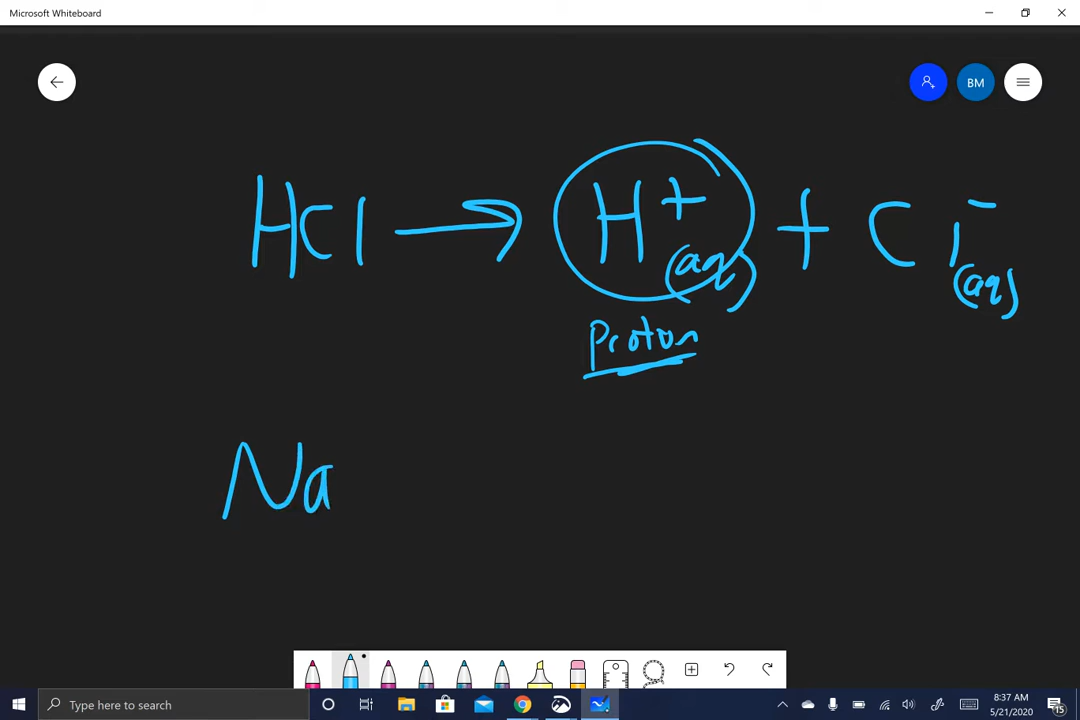 Microsoft Whiteboard
BM
HCl → H+(aq) + Cl-(aq)
Proton
Na
Type here to search
8:37 AM
5/21/2020
15